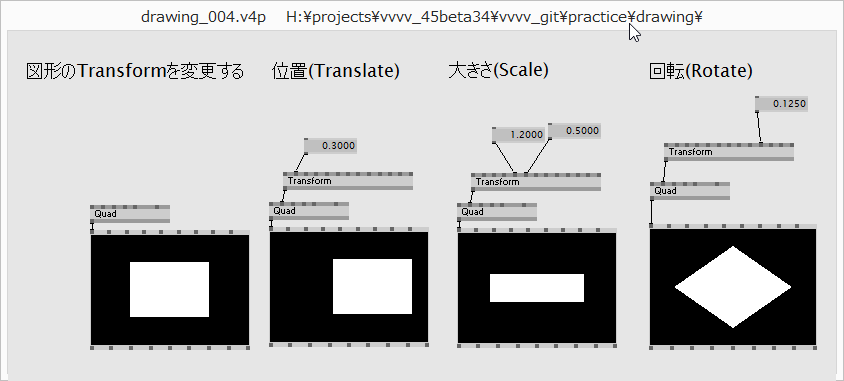 drawing_004.v4p H:¥projects¥vvvv_45beta34¥vvvv_git¥practice¥drawing¥
図形のTransformを変更する 位置(Translate) 大きさ(Scale) 回転(Rotate)
0.1250
0.3000 1.2000 0.5000
Transform
Transform Transform
Quad
Quad Quad Quad